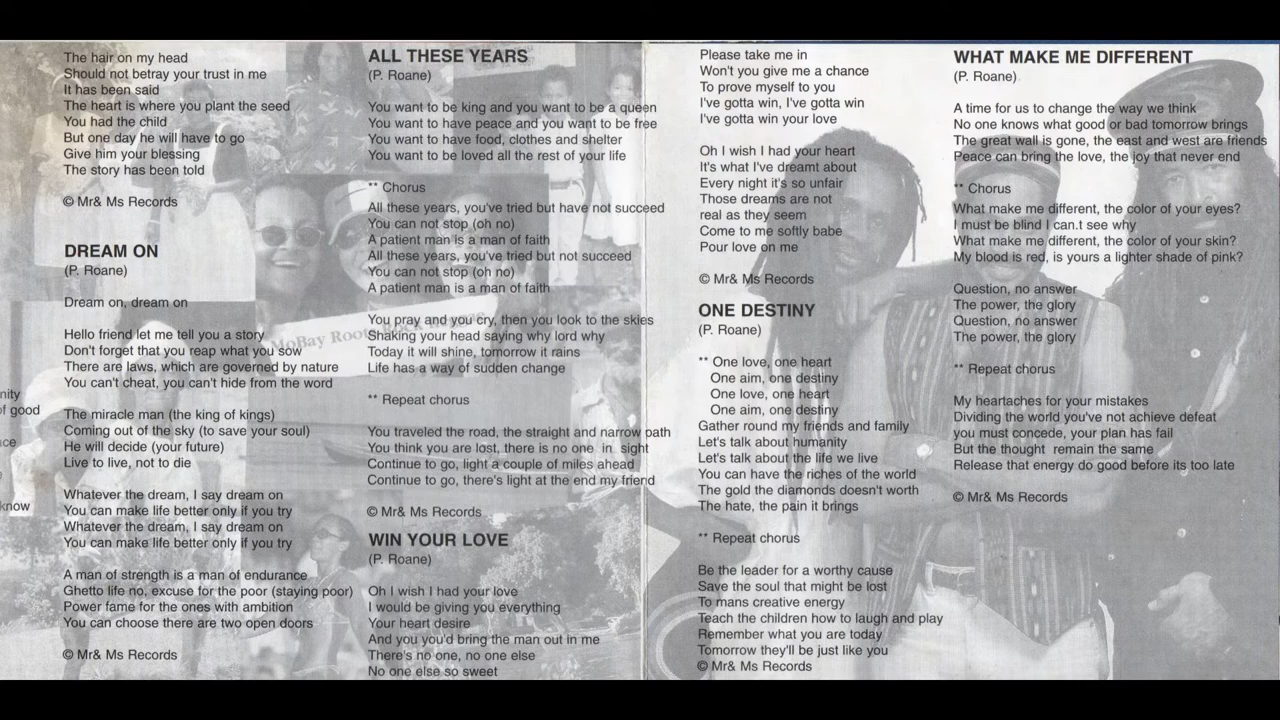 nity
of good
ce
know
The hair on my head
Should not betray your trust in me
It has been said
The heart is where you plant the seed
You had the child
But one day he will have to go
Give him your blessing
The story has been told
© Mr& Ms Records
DREAM ON
(P. Roane)
Dream on, dream on
Hello friend let me tell you a story
Don't forget that you reap what you sow
There are laws, which are governed by nature
You can't cheat, you can't hide from the word
The miracle man (the king of kings)
Coming out of the sky (to save your soul)
He will decide (your future)
Live to live, not to die
Whatever the dream, I say dream on
You can make life better only if you try
Whatever the dream, I say dream on
You can make life better only if you try
A man of strength is a man of endurance
Ghetto life no, excuse for the poor (staying poor)
Power fame for the ones with ambition
You can choose there are two open doors
© Mr& Ms Records
ALL THESE YEARS
(P. Roane)
You want to be king and you want to be a queen
You want to have peace and you want to be free
You want to have food, clothes and shelter
You want to be loved all the rest of your life
** Chorus
All these years, you've tried but have not succeed
You can not stop (oh no)
A patient man is a man of faith
All these years, you've tried but not succeed
You can not stop (oh no)
A patient man is a man of faith
MoBay Roots Rock Reggae
You pray and you cry, then you look to the skies
Shaking your head saying why lord why
Today it will shine, tomorrow it rains
Life has a way of sudden change
** Repeat chorus
You traveled the road, the straight and narrow path
You think you are lost, there is no one in sight
Continue to go, light a couple of miles ahead
Continue to go, there's light at the end my friend
© Mr& Ms Records
WIN YOUR LOVE
(P. Roane)
Oh I wish I had your love
I would be giving you everything
Your heart desire
And you you'd bring the man out in me
There's no one, no one else
No one else so sweet
Please take me in
Won't you give me a chance
To prove myself to you
I've gotta win, I've gotta win
I've gotta win your love
Oh I wish I had your heart
It's what I've dreamt about
Every night it's so unfair
Those dreams are not
real as they seem
Come to me softly babe
Pour love on me
© Mr& Ms Records
ONE DESTINY
(P. Roane)
** One love, one heart
One aim, one destiny
One love, one heart
One aim, one destiny
Gather round my friends and family
Let's talk about humanity
Let's talk about the life we live
You can have the riches of the world
The gold the diamonds doesn't worth
The hate, the pain it brings
** Repeat chorus
Be the leader for a worthy cause
Save the soul that might be lost
To mans creative energy
Teach the children how to laugh and play
Remember what you are today
Tomorrow they'll be just like you
© Mr& Ms Records
WHAT MAKE ME DIFFERENT
(P. Roane)
A time for us to change the way we think
No one knows what good or bad tomorrow brings
The great wall is gone, the east and west are friends
Peace can bring the love, the joy that never end
** Chorus
What make me different, the color of your eyes?
I must be blind I can.t see why
What make me different, the color of your skin?
My blood is red, is yours a lighter shade of pink?
Question, no answer
The power, the glory
Question, no answer
The power, the glory
** Repeat chorus
My heartaches for your mistakes
Dividing the world you've not achieve defeat
you must concede, your plan has fail
But the thought remain the same
Release that energy do good before its too late
© Mr& Ms Records